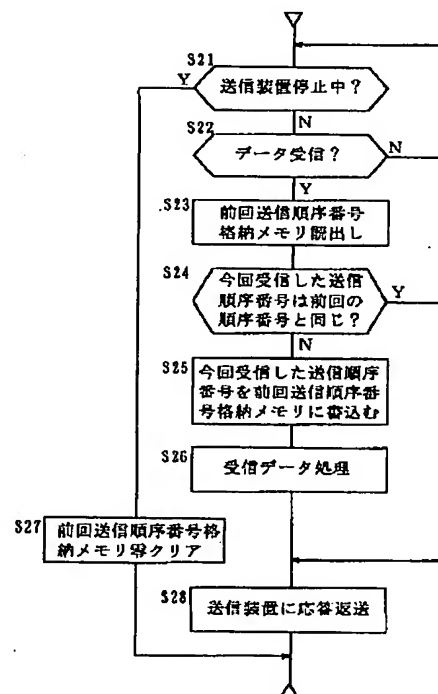 S21
Y
送信装置停止中?
N
S22
データ受信?
N
Y
S23
前回送信順序番号
格納メモリ読出し
S24
今回受信した送信
順序番号は前回の
順序番号と同じ?
Y
N
S25
今回受信した送信順序
番号を前回送信順序番
号格納メモリに書込む
S26
受信データ処理
S27
前回送信順序番号格
納メモリ零クリア
S28
送信装置に応答返送